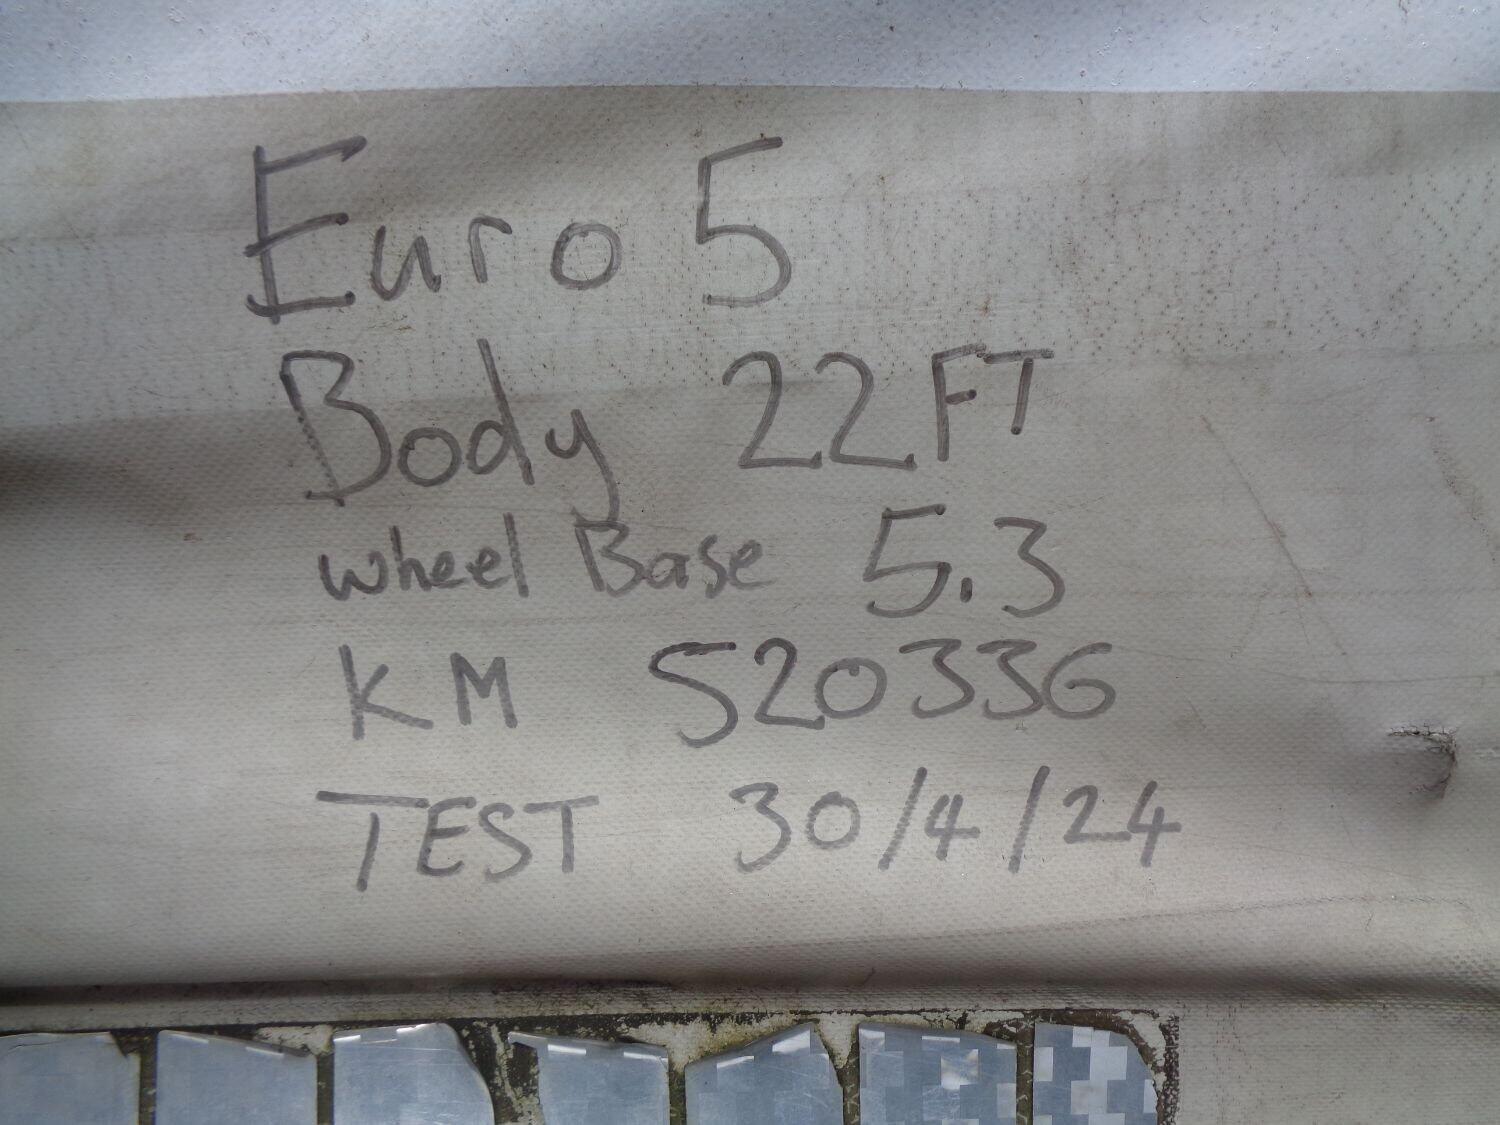 Euro 5
Body 22FT
wheel Base 5.3
KM 520336
TEST 30/4/24